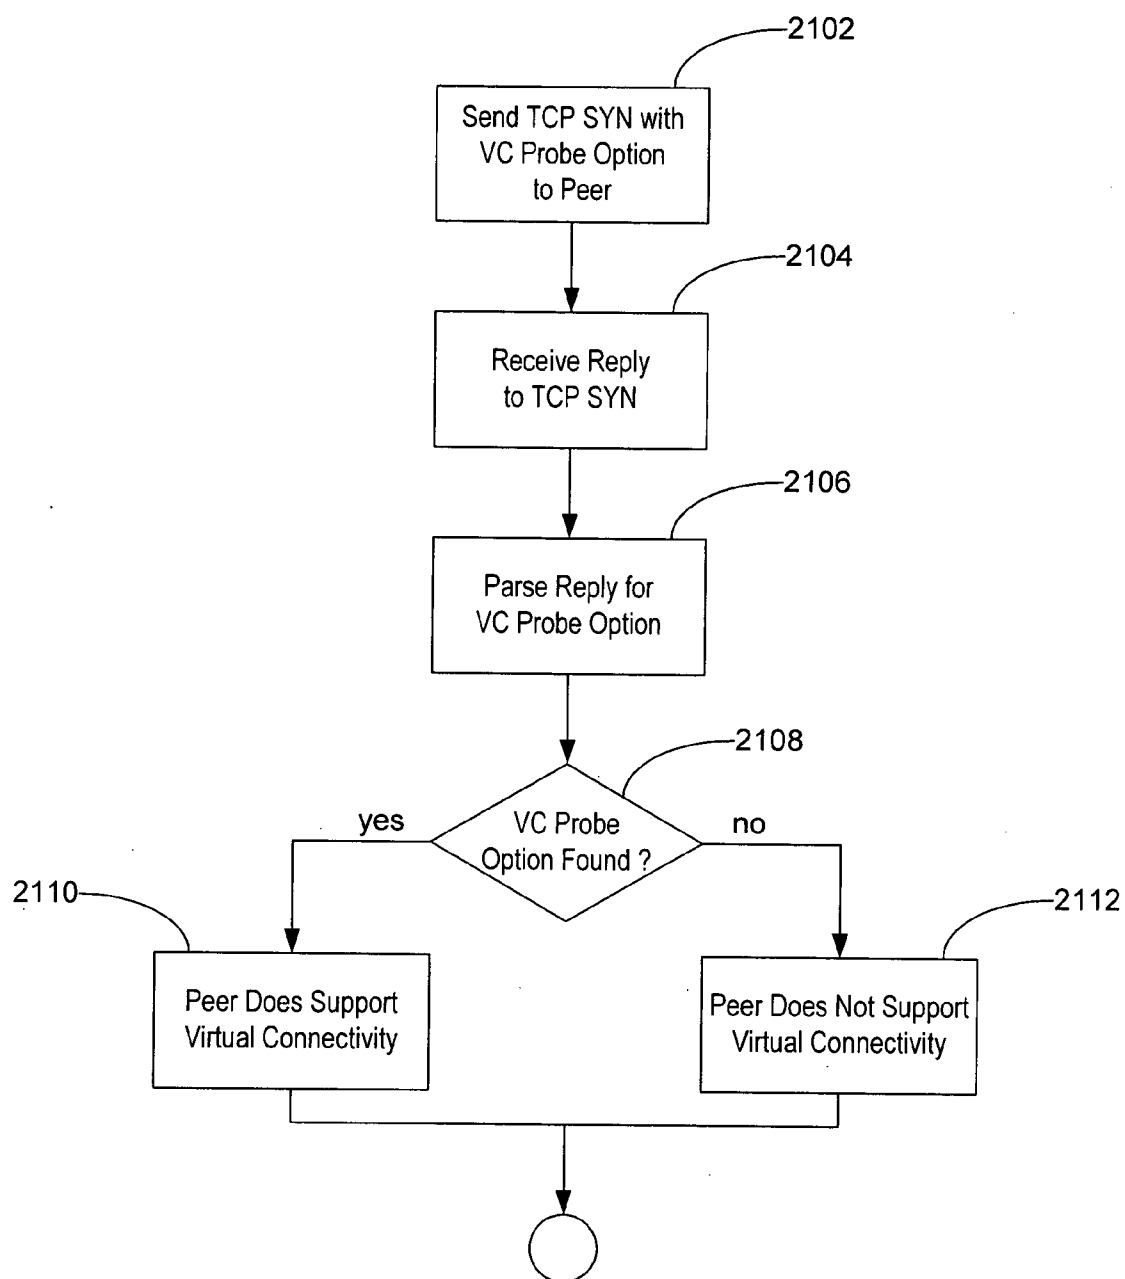 2102
Send TCP SYN with
VC Probe Option
to Peer
2104
Receive Reply
to TCP SYN
2106
Parse Reply for
VC Probe Option
2108
yes
VC Probe
Option Found ?
no
2110
2112
Peer Does Support
Virtual Connectivity
Peer Does Not Support
Virtual Connectivity